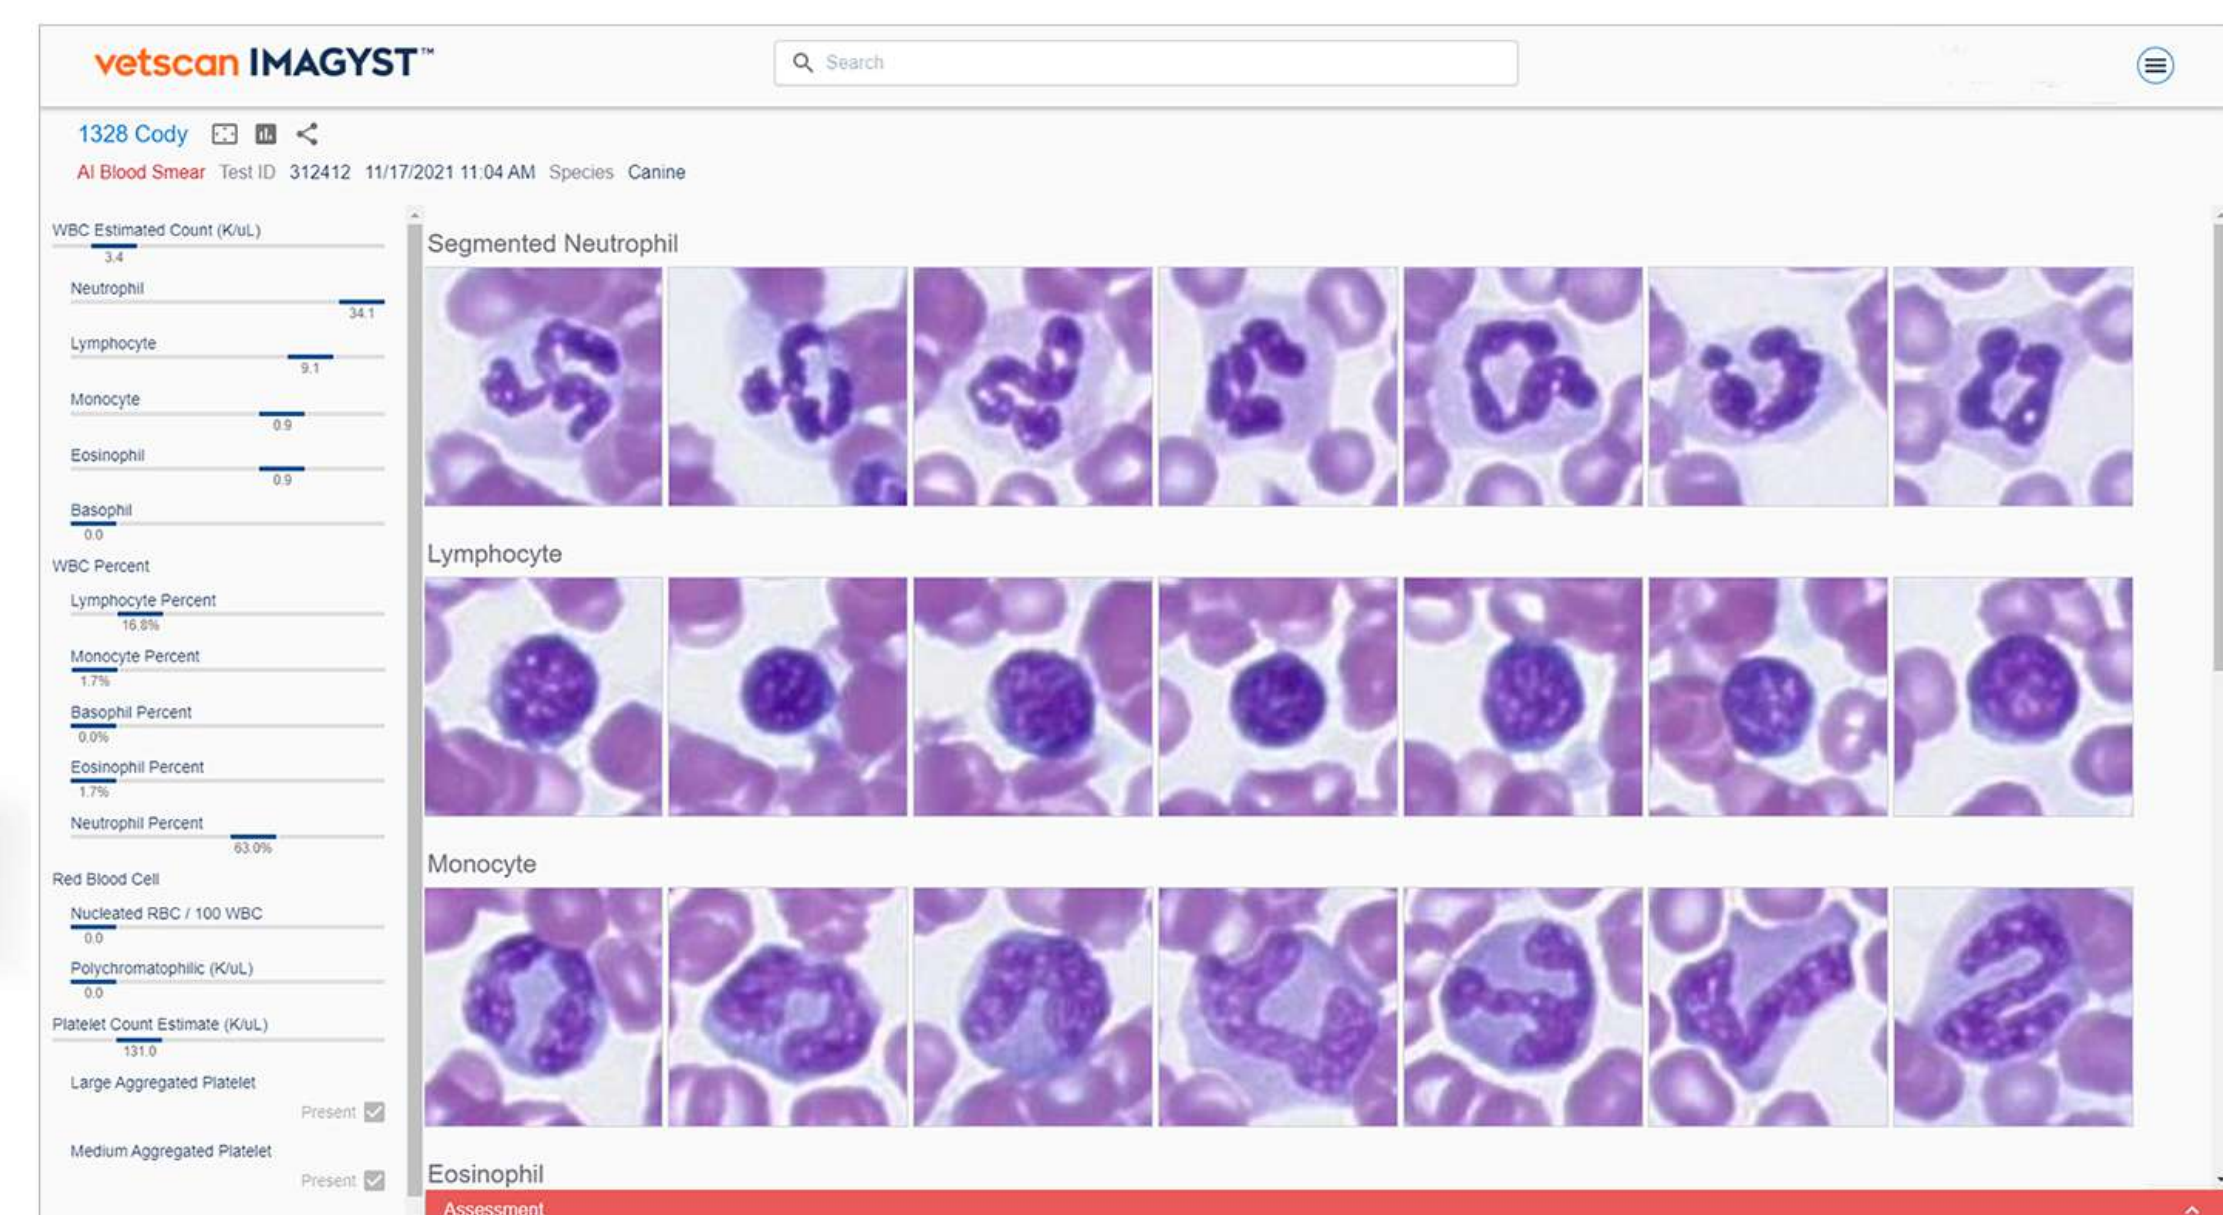 vetscan IMAGYST™
Search
1328 Cody
AI Blood Smear Test ID 312412 11/17/2021 11:04 AM Species Canine
WBC Estimated Count (K/uL)
3.4
Neutrophil
34.1
Lymphocyte
9.1
Monocyte
0.9
Eosinophil
0.9
Basophil
0.0
WBC Percent
Lymphocyte Percent
16.8%
Monocyte Percent
1.7%
Basophil Percent
0.0%
Eosinophil Percent
1.7%
Neutrophil Percent
63.0%
Red Blood Cell
Nucleated RBC / 100 WBC
0.0
Polychromatophilic (K/uL)
0.0
Platelet Count Estimate (K/uL)
131.0
Large Aggregated Platelet
Present
Medium Aggregated Platelet
Present
Segmented Neutrophil
Lymphocyte
Monocyte
Eosinophil
Assessment